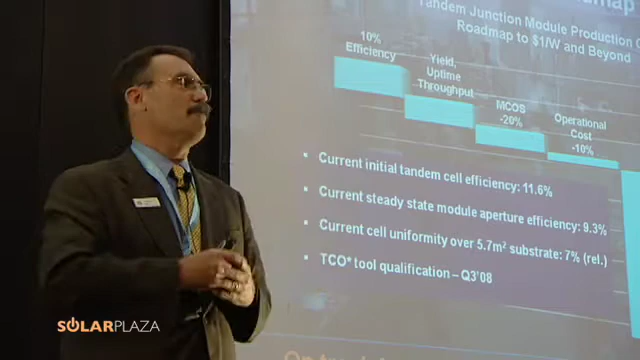 Roadmap
Tandem Junction Module Production
Roadmap to $1/W and Beyond
10%
Efficiency
Yield,
Uptime
Throughput
MCOS
-20%
Operational
Cost
-10%
▪ Current initial tandem cell efficiency: 11.6%
▪ Current steady state module aperture efficiency: 9.3%
▪ Current cell uniformity over 5.7m² substrate: 7% (rel.)
▪ TCO* tool qualification – Q3'08
SOLARPLAZA